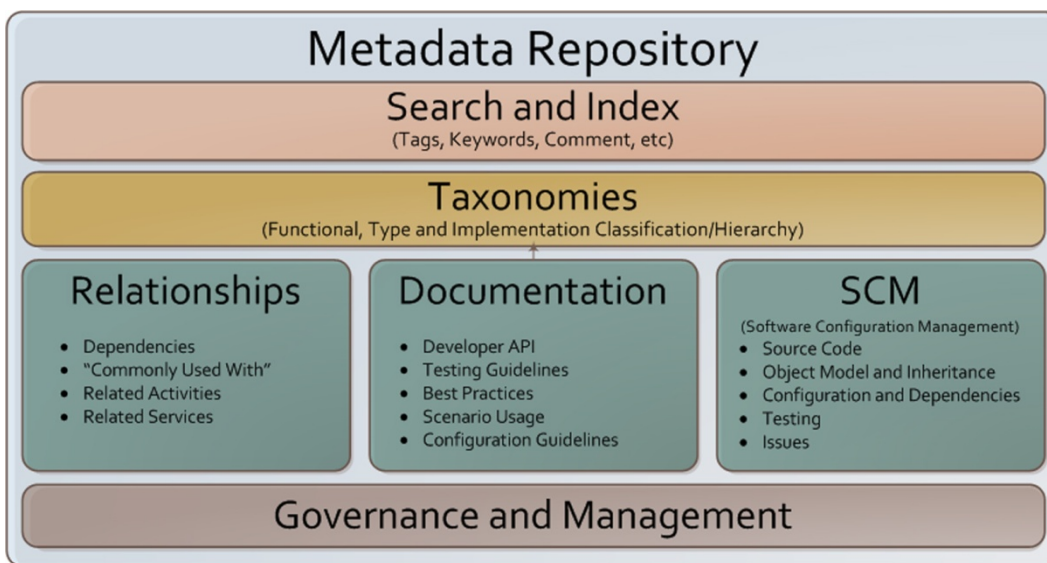 Metadata Repository
Search and Index
(Tags, Keywords, Comment, etc)
Taxonomies
(Functional, Type and Implementation Classification/Hierarchy)
Relationships
• Dependencies
• “Commonly Used With”
• Related Activities
• Related Services
Documentation
• Developer API
• Testing Guidelines
• Best Practices
• Scenario Usage
• Configuration Guidelines
SCM
(Software Configuration Management)
• Source Code
• Object Model and Inheritance
• Configuration and Dependencies
• Testing
• Issues
Governance and Management